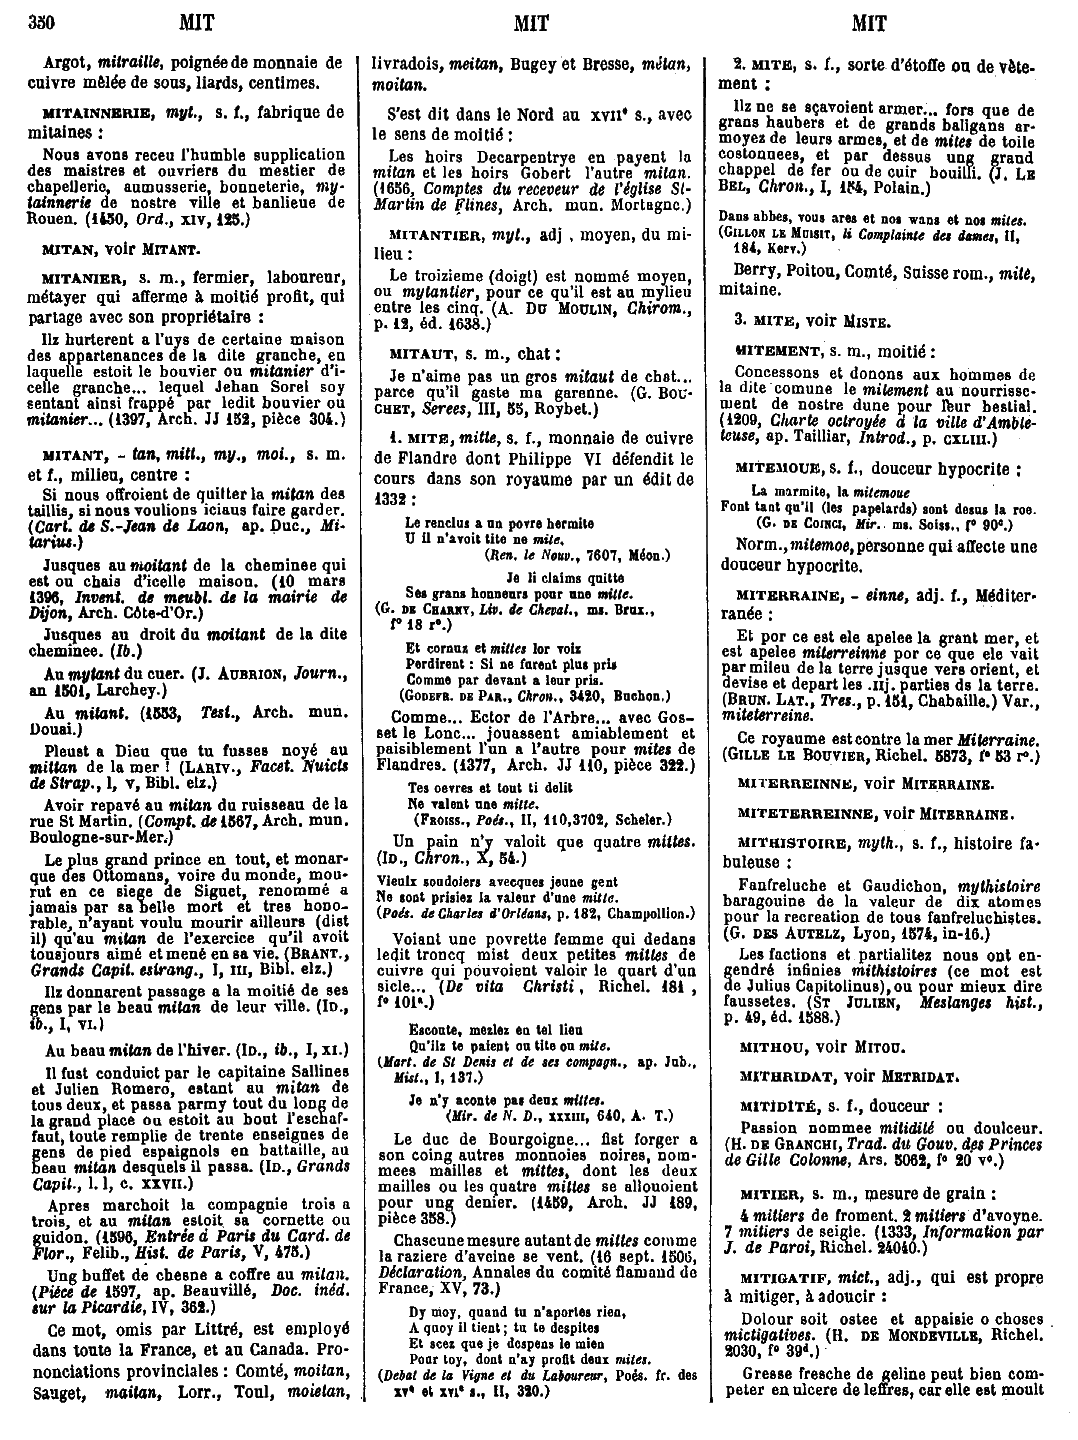 350 MIT MIT MIT
Argot, mitraille, poignée de monnaie de
cuivre mêlée de sous, liards, centimes.
MITAINNERIE, myt., s. f., fabrique de
mitaines :
Nous avons receu l'humble supplication
des maistres et ouvriers du mestier de
chapellerie, aumusserie, bonneterie, my-
tainnerie de nostre ville et banlieue de
Rouen. (1450, Ord., XIV, 125.)
MITAN, voir MITANT.
MITANIER, s. m., fermier, laboureur,
métayer qui afferme à moitié profit, qui
partage avec son propriétaire :
Ilz hurterent a l'uys de certaine maison
des appartenances de la dite granche, en
laquelle estoit le bouvier ou mitanier d'i-
celle granche... lequel Jehan Sorel soy
sentant ainsi frappé par ledit bouvier ou
mitanier... (1397, Arch. JJ 152, pièce 304.)
MITANT, - tan, mitt., my., moi., s. m.
et f., milieu, centre :
Si nous offroient de quitter la mitan des
taillis, si nous voulions iciaus faire garder.
(Cart. de S.-Jean de Laon, ap. Duc., Mi-
tarius.)
Jusques au moitant de la cheminee qui
est ou chais d'icelle maison. (10 mars
1396, Invent. de meubl. de la mairie de
Dijon, Arch. Côte-d'Or.)
Jusques au droit du moitant de la dite
cheminee. (Ib.)
Au mytant du cuer. (J. AUBRION, Journ.,
an 1501, Larchey.)
Au mitant. (1553, Test., Arch. mun.
Douai.)
Pleust a Dieu que tu fusses noyé au
mittan de la mer ! (LARIV., Facet. Nuicts
de Strap., I, V, Bibl. elz.)
Avoir repavé au mitan du ruisseau de la
rue St Martin. (Compt. de 1567, Arch. mun.
Boulogne-sur-Mer.)
Le plus grand prince en tout, et monar-
que des Ottomans, voire du monde, mou-
rut en ce siege de Siguet, renommé a
jamais par sa belle mort et tres hono-
rable, n'ayant voulu mourir ailleurs (dist
il) qu'au mitan de l'exercice qu'il avoit
tousjours aimé et mené en sa vie. (BRANT.,
Grands Capit. estrang., I, III, Bibl. elz.)
Ilz donnarent passage a la moitié de ses
gens par le beau mitan de leur ville. (ID.,
ib., I, VI.)
Au beau mitan de l'hiver. (ID., ib., I, XI.)
Il fust conduict par le capitaine Sallines
et Julien Romero, estant au mitan de
tous deux, et passa parmy tout du long de
la grand place ou estoit au bout l'eschaf-
faut, toute remplie de trente enseignes de
gens de pied espaignols en battaille, au
beau mitan desquels il passa. (ID., Grands
Capit., l. I, c. XXVII.)
Apres marchoit la compagnie trois a
trois, et au mitan estoit sa cornette ou
guidon. (1596, Entrée à Paris du Card. de
Flor., Felib., Hist. de Paris, V, 475.)
Ung buffet de chesne a coffre au mitan.
(Pièce de 1597, ap. Beauvillé, Doc. inéd.
sur la Picardie, IV, 362.)
Ce mot, omis par Littré, est employé
dans toute la France, et au Canada. Pro-
nonciations provinciales : Comté, moitan,
Sauget, maitan, Lorr., Toul, moietan,
livradois, meitan, Bugey et Bresse, métan,
moitan.
S'est dit dans le Nord au XVIIe s., avec
le sens de moitié :
Les hoirs Decarpentrye en payent la
mitan et les hoirs Gobert l'autre mitan.
(1656, Comptes du receveur de l'église St-
Martin de Flines, Arch. mun. Mortagne.)
MITANTIER, myt., adj., moyen, du mi-
lieu :
Le troizieme (doigt) est nommé moyen,
ou mytantier, pour ce qu'il est au mylieu
entre les cinq. (A. DU MOULIN, Chirom.,
p. 12, éd. 1638.)
MITAUT, s. m., chat :
Je n'aime pas un gros mitaut de chat...
parce qu'il gaste ma garenne. (G. BOU-
CHET, Serees, III, 55, Roybet.)
1. MITE, mitte, s. f., monnaie de cuivre
de Flandre dont Philippe VI défendit le
cours dans son royaume par un édit de
1332 :
Le renclus a un povre hermite
U il n'avoit tite ne mite.
(Ren. le Nouv., 7607, Méon.)
Je li claims quitte
Ses grans honneurs pour une mitte.
(G. DE CHARNY, Liv. de Cheval., ms. Brux.,
f° 18 r°.)
Et cornuz et mittes lor voiz
Perdirent : Si ne furent plus pris
Comme par devant a leur pris.
(GODEFR. DE PAR., Chron., 3420, Buchon.)
Comme... Ector de l'Arbre... avec Gos-
set le Lonc... jouassent amiablement et
paisiblement l'un a l'autre pour mites de
Flandres. (1377, Arch. JJ 110, pièce 322.)
Tes oevres et tout ti delit
Ne valent une mitte.
(FROISS., Poés., II, 110,3702, Scheler.)
Un pain n'y valoit que quatre mittes.
(ID., Chron., X, 54.)
Vieulx soudoiers avecques jeune gent
Ne sont prisiez la valeur d'une mitte.
(Poés. de Charles d'Orléans, p. 182, Champollion.)
Voiant une povrette femme qui dedans
ledit troncq mist deux petites mittes de
cuivre qui pouvoient valoir le quart d'un
sicle... (De vita Christi, Richel. 181,
f° 101a.)
Escoute, meziez en tel lieu
Qu'ilz te paient ou tite ou mite.
(Mart. de St Denis et de ses compagn., ap. Jub.,
Mist., I, 137.)
Je n'y aconte pas deux mittes.
(Mir. de N. D., XXXIII, 640, A. T.)
Le duc de Bourgoigne... fist forger a
son coing autres monnoies noires, nom-
mees mailles et mittes, dont les deux
mailles ou les quatre mittes se allouoient
pour ung denier. (1459, Arch. JJ 189,
pièce 358.)
Chascune mesure autant de mittes comme
la raziere d'aveine se vent. (16 sept. 1506,
Déclaration, Annales du comité flamand de
France, XV, 73.)
Dy moy, quand tu n'aportes rien,
A quoy il tient ; tu te despites
Et scez que je despens le mien
Pour toy, dont n'ay profit deux mites.
(Debat de la Vigne et du Laboureur, Poés. fr. des
XVe et XVIe s., II, 320.)
2. MITE, s. f., sorte d'étoffe ou de vête-
ment :
Ilz ne se sçavoient armer... fors que de
grans haubers et de grands baligans ar-
moyez de leurs armes, et de mites de toile
costonnees, et par dessus ung grand
chappel de fer ou de cuir bouilli. (J. LE
BEL, Chron., I, 154, Polain.)
Dans abbes, vous ares et nos wans et nos mites.
(GILLON LE MUISIT, li Complainte des dames, II,
184, Kerv.)
Berry, Poitou, Comté, Suisse rom., mite,
mitaine.
3. MITE, voir MISTE.
MITEMENT, s. m., moitié :
Concessons et donons aux hommes de
la dite comune le mitement au nourrisse-
ment de nostre dune pour leur bestial.
(1209, Charte octroyée à la ville d'Amble-
teuse, ap. Tailliar, Introd., p. CXLIII.)
MITEMOUE, s. f., douceur hypocrite :
La marmite, la mitemoue
Font tant qu'il (les papelards) sont desus la roe.
(G. DE COINCI, Mir. ms. Soiss., f° 90c.)
Norm., mitemoe, personne qui affecte une
douceur hypocrite.
MITERRAINE, - einne, adj. f., Méditer-
ranée :
Et por ce est ele apelee la grant mer, et
est apelee miterreinne por ce que ele vait
par mileu de la terre jusque vers orient, et
devise et depart les .iij. parties ds la terre.
(BRUN. LAT., Tres., p. 151, Chabaille.) Var.,
miteterreine.
Ce royaume est contre la mer Miterraine.
(GILLE LE BOUVIER, Richel. 5873, f° 53 r°.)
MITERREINNE, voir MITERRAINE.
MITETERREINNE, voir MITERRAINE.
MITHISTOIRE, myth., s. f., histoire fa-
buleuse :
Fanfreluche et Gaudichon, mythistoire
baragouine de la valeur de dix atomes
pour la recreation de tous fanfreluchistes.
(G. DES AUTELZ, Lyon, 1574, in-16.)
Les factions et partialitez nous ont en-
gendré infinies mithistoires (ce mot est
de Julius Capitolinus), ou pour mieux dire
faussetes. (ST JULIEN, Meslanges hist.,
p. 49, éd. 1588.)
MITHOU, voir MITOU.
MITHRIDAT, voir METRIDAT.
MITIDITÉ, s. f., douceur :
Passion nommee mitidité ou doulceur.
(H. DE GRANCHI, Trad. du Gouv. des Princes
de Gille Colonne, Ars. 5062, f° 20 v°.)
MITIER, s. m., mesure de grain :
4 mitiers de froment. 2 mitiers d'avoyne.
7 mitiers de seigle. (1333, Information par
J. de Paroi, Richel. 24040.)
MITIGATIF, mict., adj., qui est propre
à mitiger, à adoucir :
Dolour soit ostee et appaisie o choses
mictigatives. (H. DE MONDEVILLE, Richel.
2030, f° 39d.)
Gresse fresche de geline peut bien com-
peter en ulcere de leffres, car elle est moult